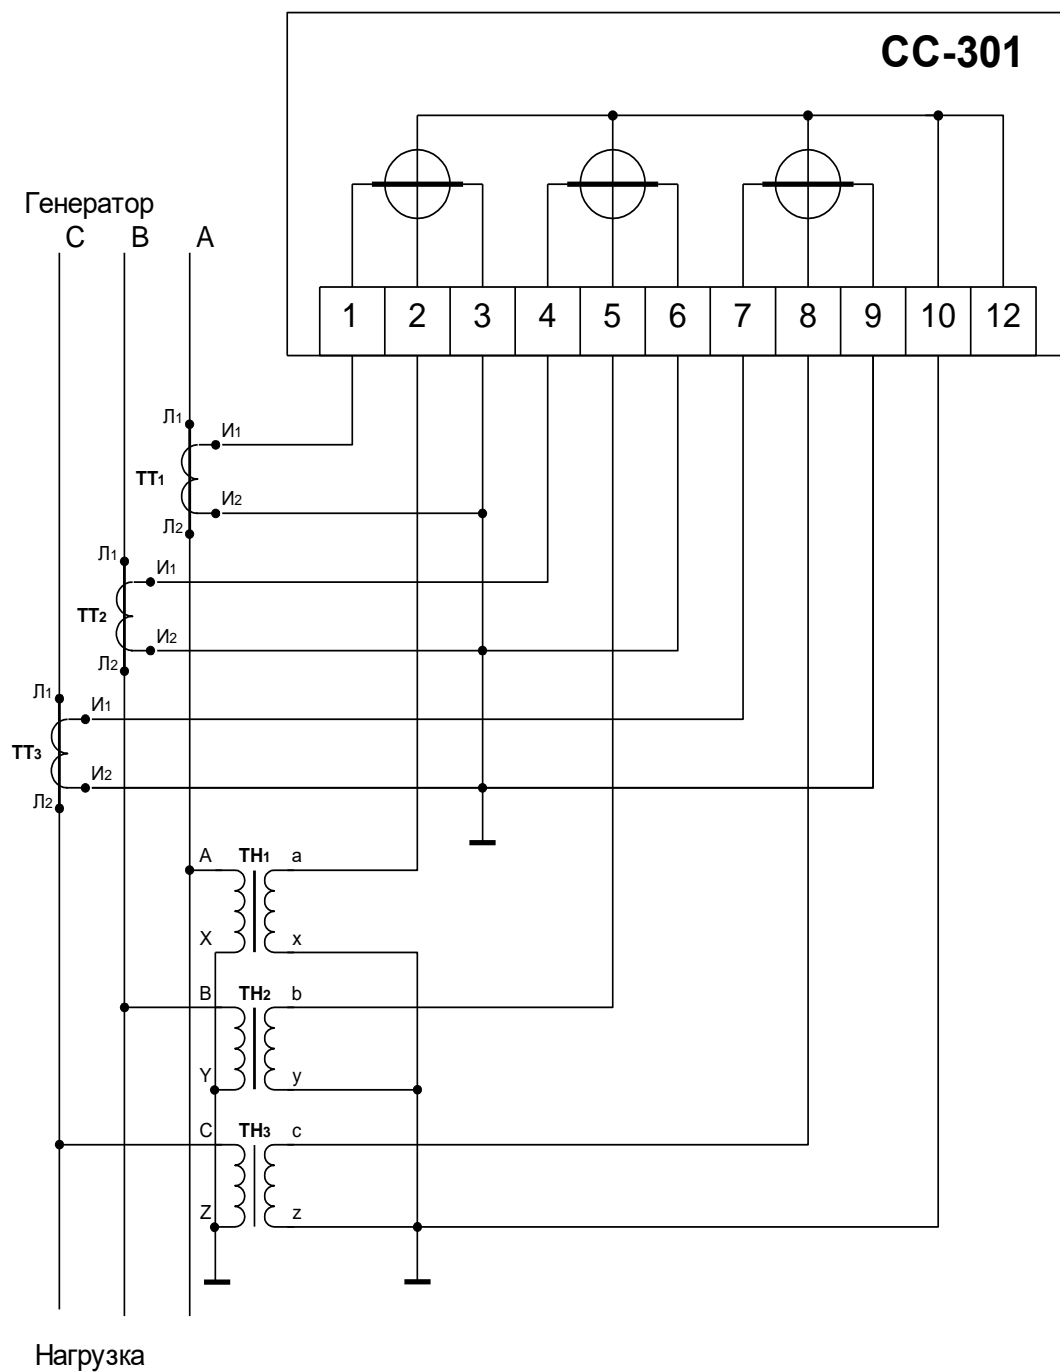 СС-301
Генератор
С В А
1 2 3 4 5 6 7 8 9 10 12
Л1
И1
ТТ1
И2
Л2
Л1
И1
ТТ2
И2
Л2
Л1
И1
ТТ3
И2
Л2
А ТН1 a
X x
В ТН2 b
Y y
С ТН3 c
Z z
Нагрузка